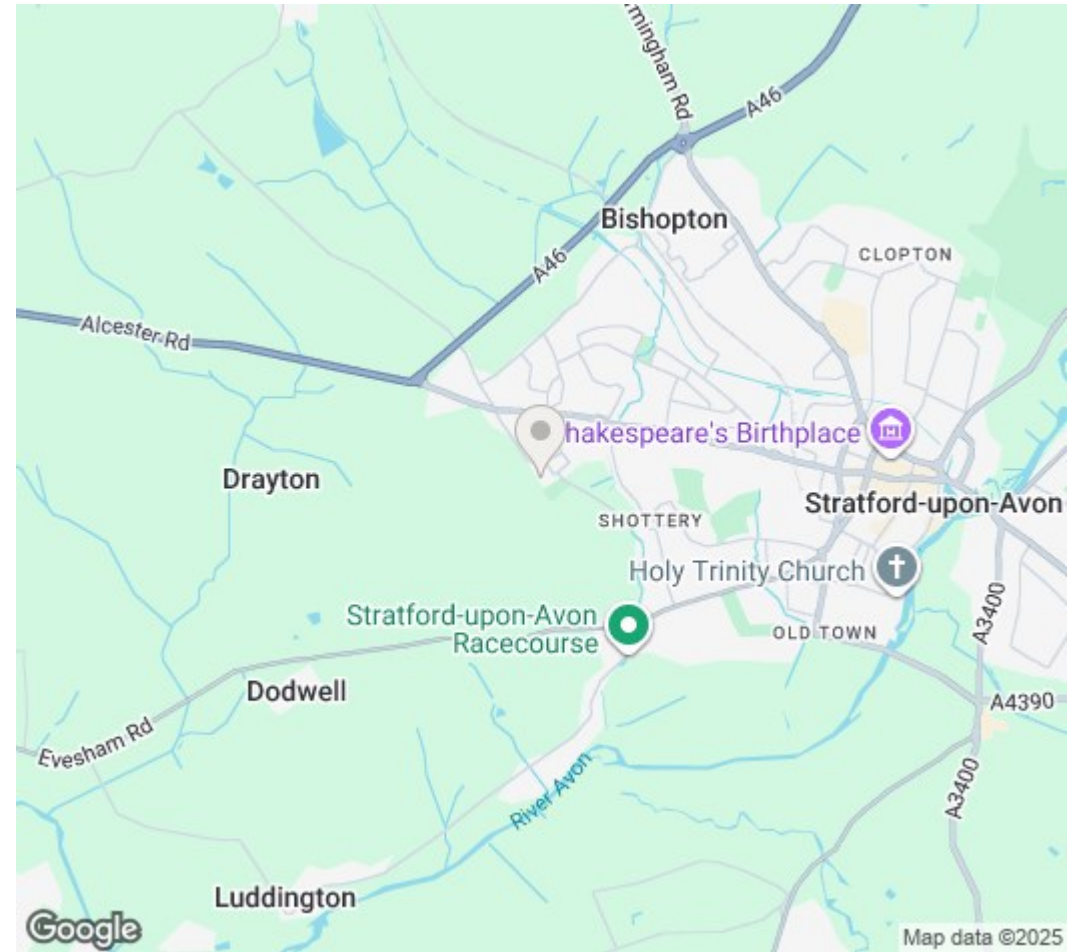 rmingham Rd
A46
Bishopton
CLOPTON
A46
Alcester Rd
hakespeare's Birthplace
Drayton
Stratford-upon-Avon
SHOTTERY
Holy Trinity Church
Stratford-upon-Avon
Racecourse
OLD TOWN
A3400
Dodwell
A4390
Evesham Rd
A3400
River Avon
Luddington
Google
Map data ©2025